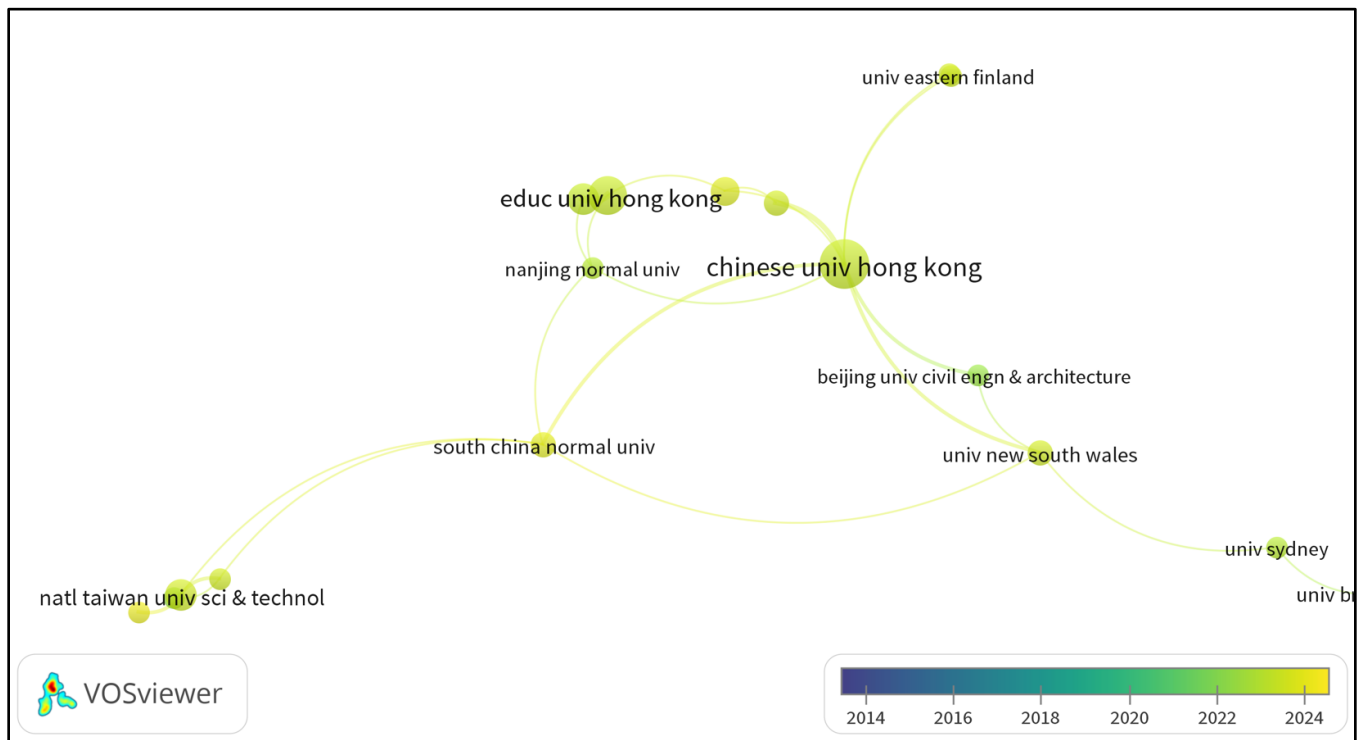 univ eastern finland
educ univ hong kong
nanjing normal univ
chinese univ hong kong
beijing univ civil engn & architecture
south china normal univ
univ new south wales
univ sydney
univ
natl taiwan univ sci & technol
VOSviewer
2014 2016 2018 2020 2022 2024